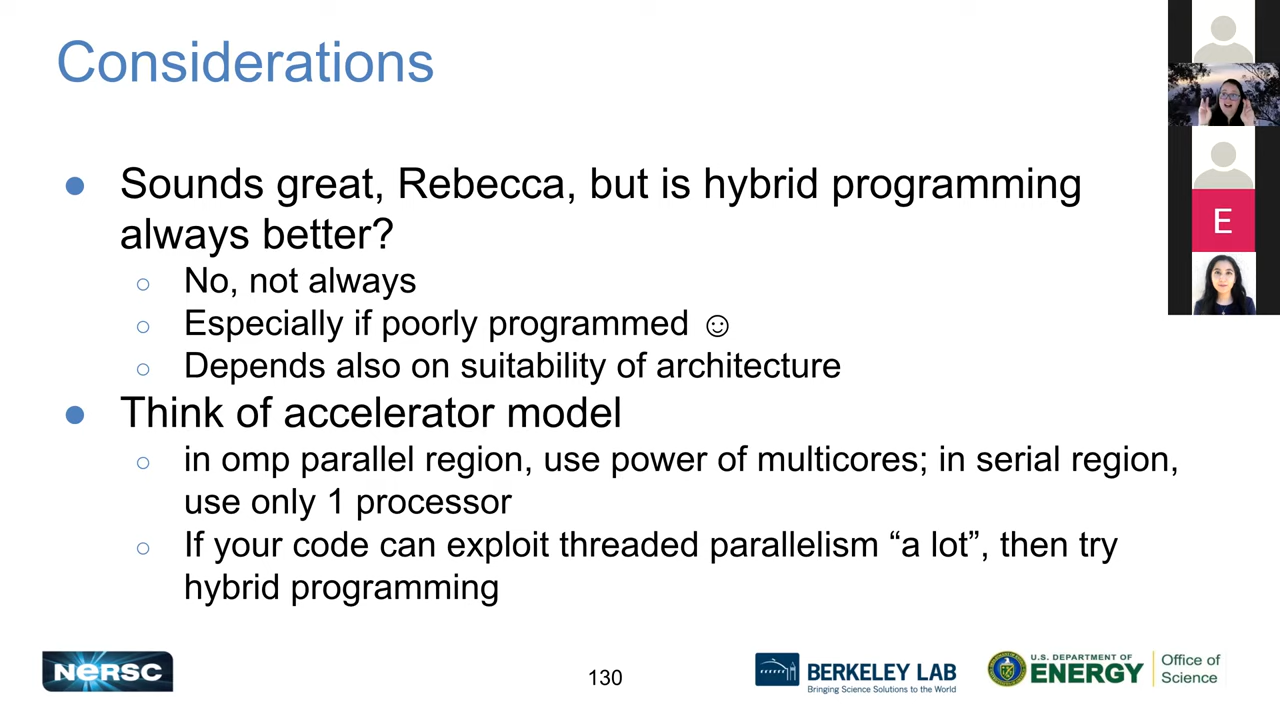 Considerations
Sounds great, Rebecca, but is hybrid programming
always better?
No, not always
Especially if poorly programmed ☺
Depends also on suitability of architecture
Think of accelerator model
in omp parallel region, use power of multicores; in serial region,
use only 1 processor
If your code can exploit threaded parallelism “a lot”, then try
hybrid programming
E
NERSC
130
BERKELEY LAB
Bringing Science Solutions to the World
U.S. DEPARTMENT OF
ENERGY
Office of
Science